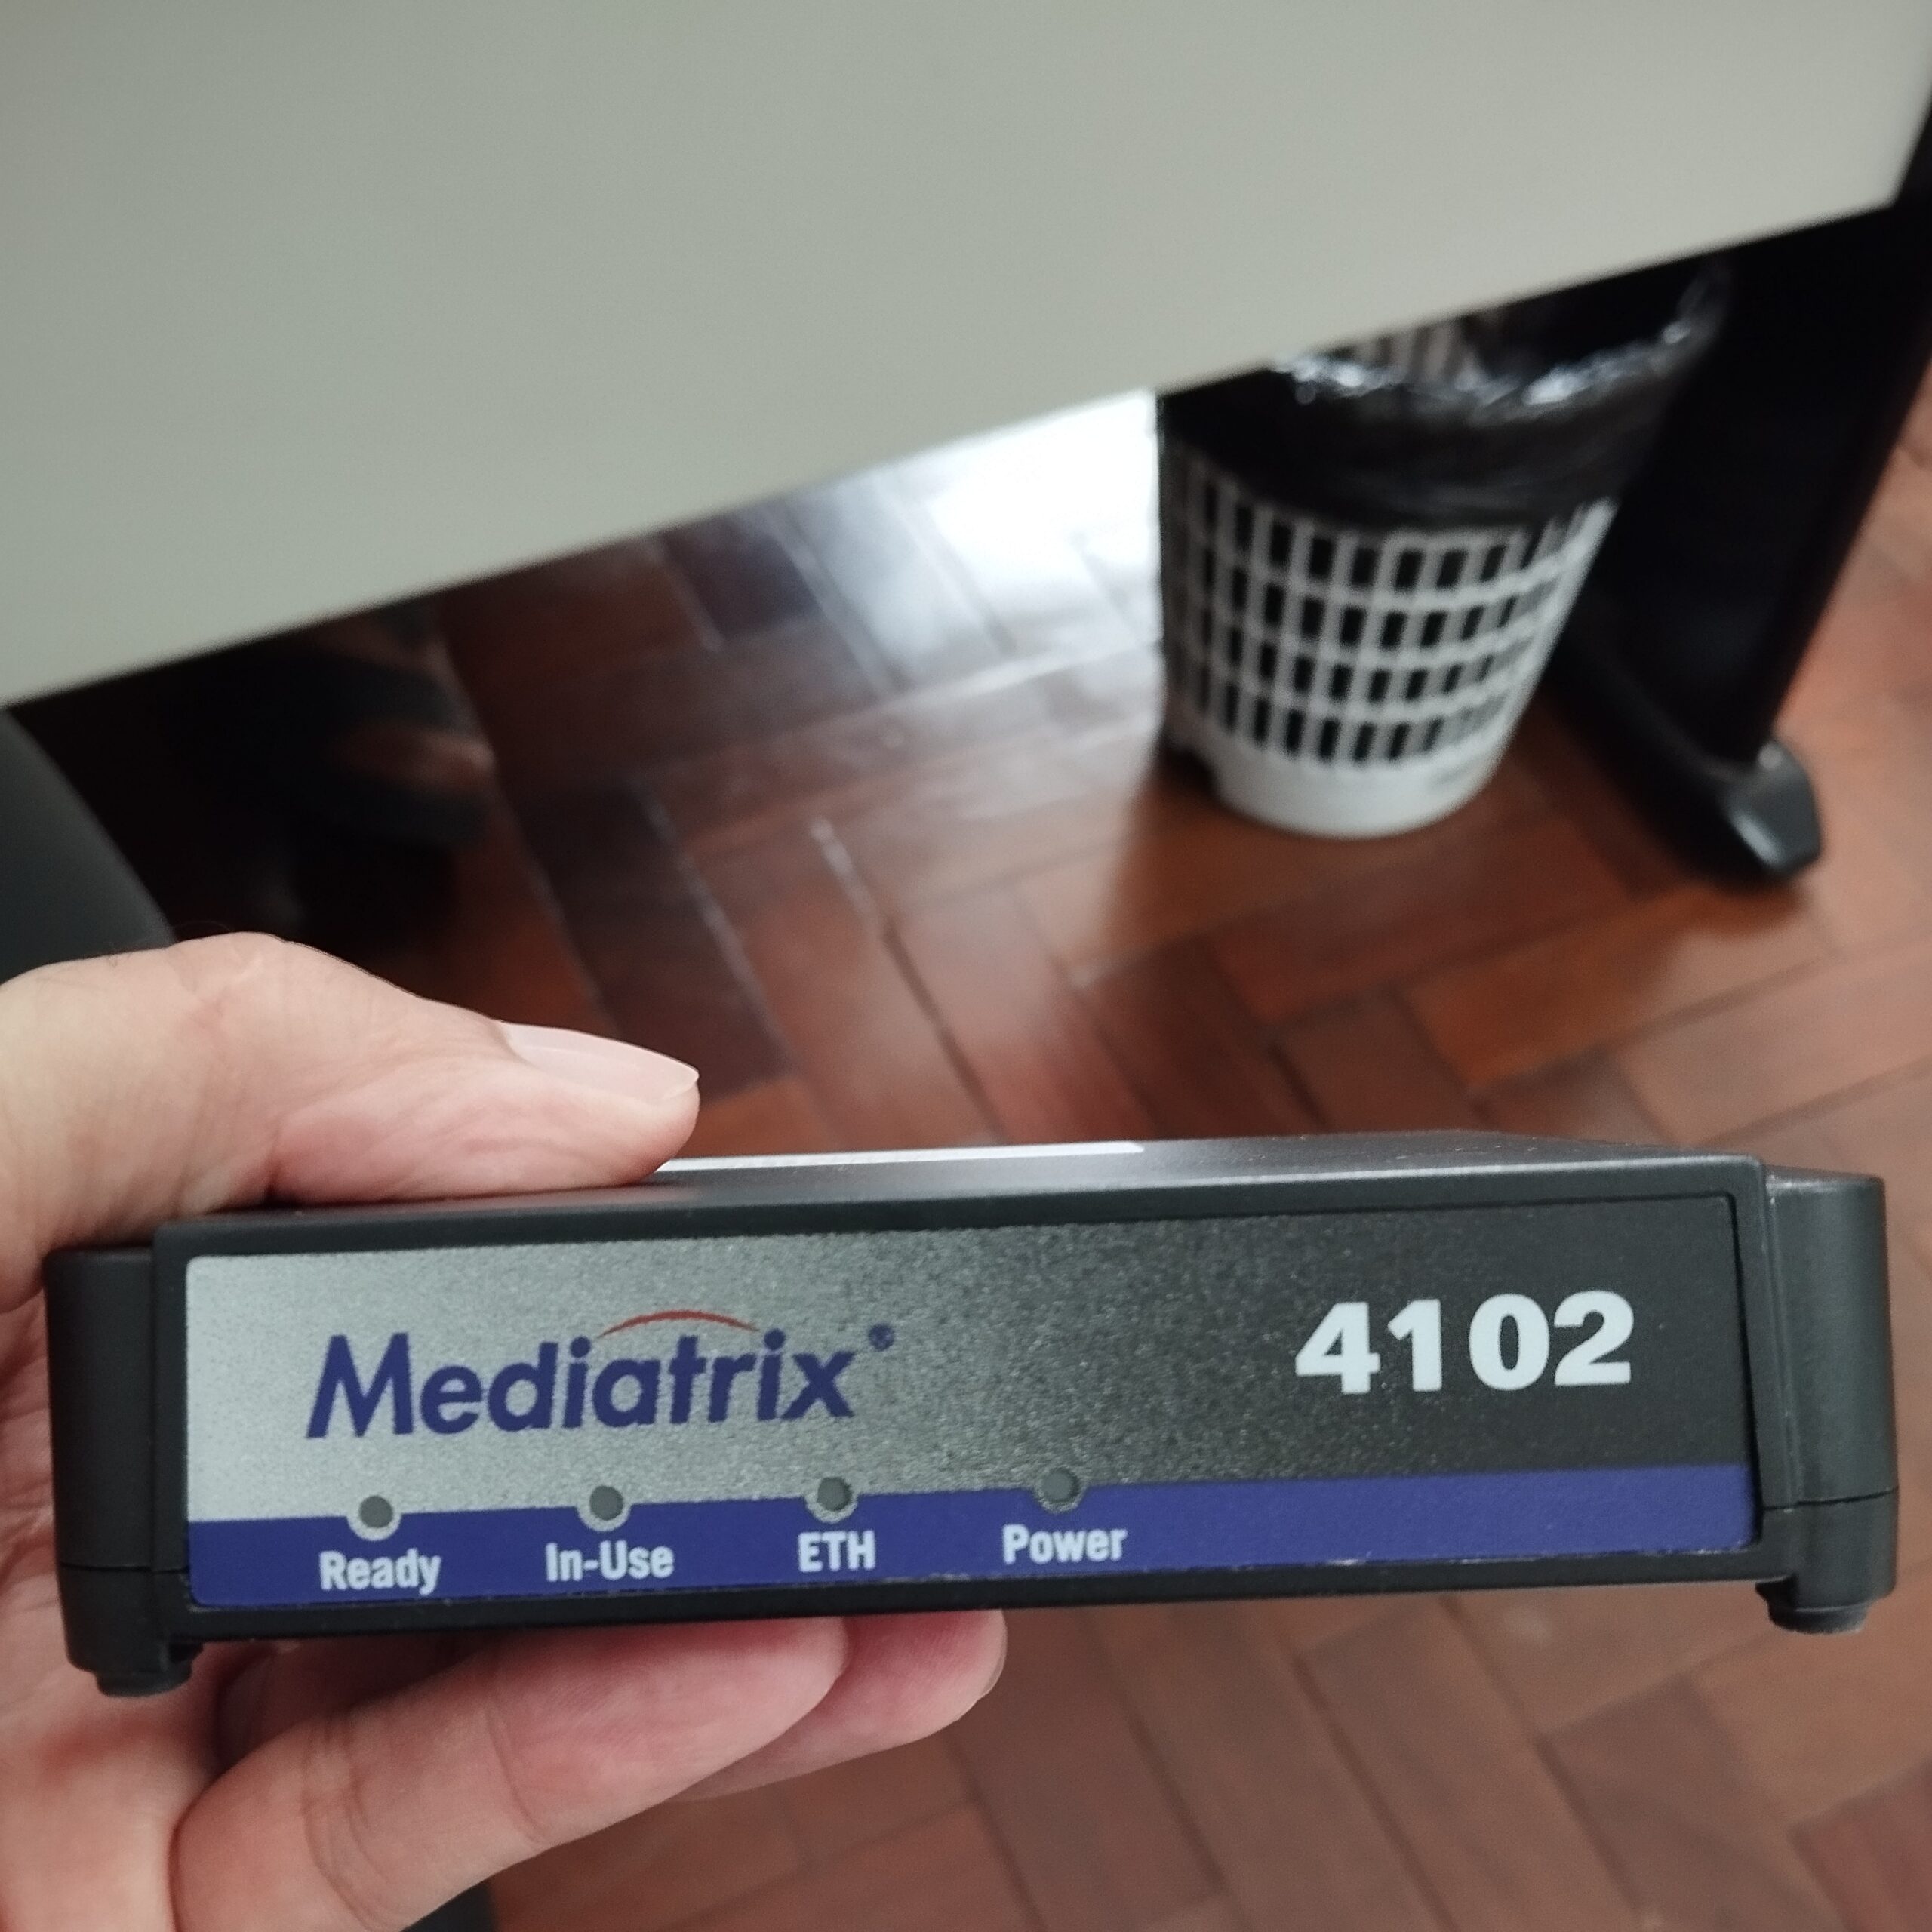 Mediatrix®
4102
Ready
In-Use
ETH
Power